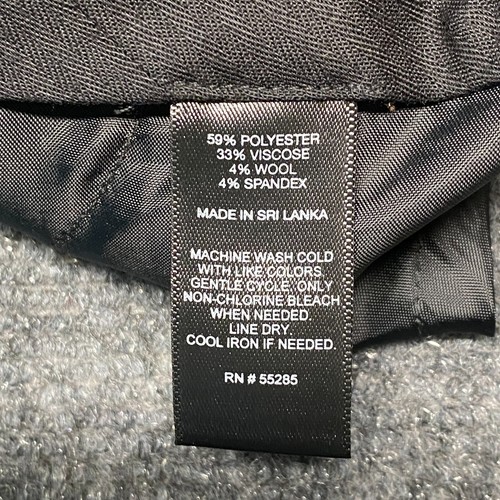 59% POLYESTER
33% VISCOSE
4% WOOL
4% SPANDEX
MADE IN SRI LANKA
MACHINE WASH COLD
WITH LIKE COLORS.
GENTLE CYCLE. ONLY
NON-CHLORINE BLEACH
WHEN NEEDED.
LINE DRY.
COOL IRON IF NEEDED.
RN # 55285